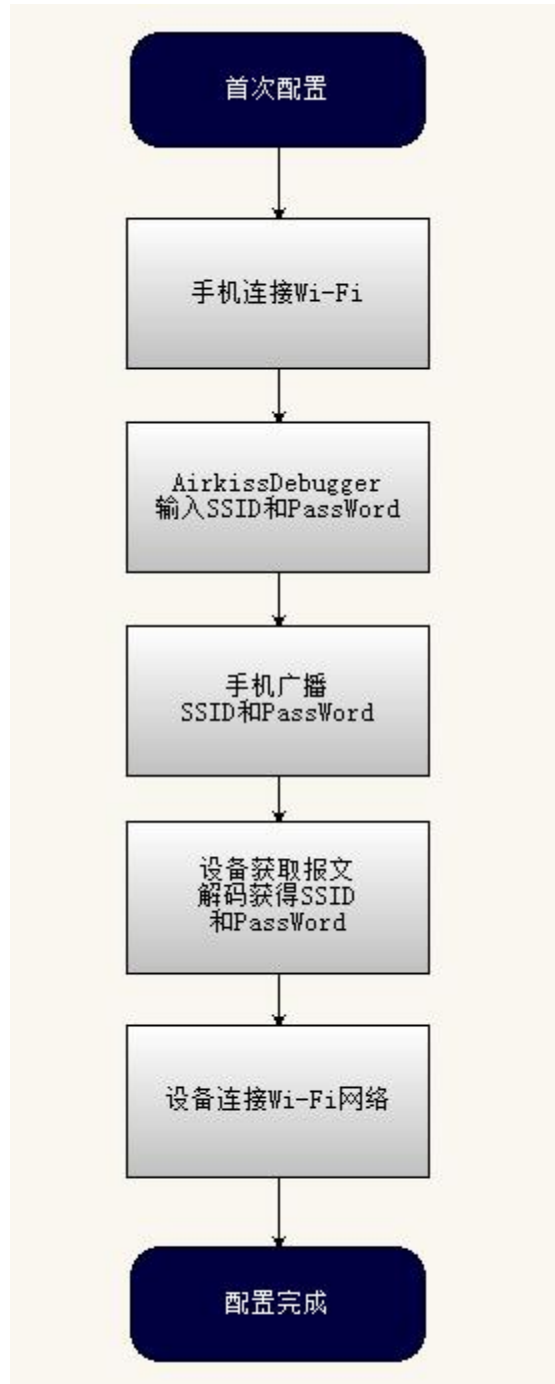 首次配置
手机连接Wi-Fi
AirkissDebugger
输入SSID和PassWord
手机广播
SSID和PassWord
设备获取报文
解码获得SSID
和PassWord
设备连接Wi-Fi网络
配置完成